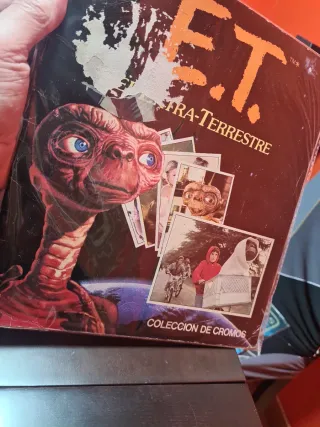 E.T.
TRA-TERRESTRE
COLECCION DE CROMOS